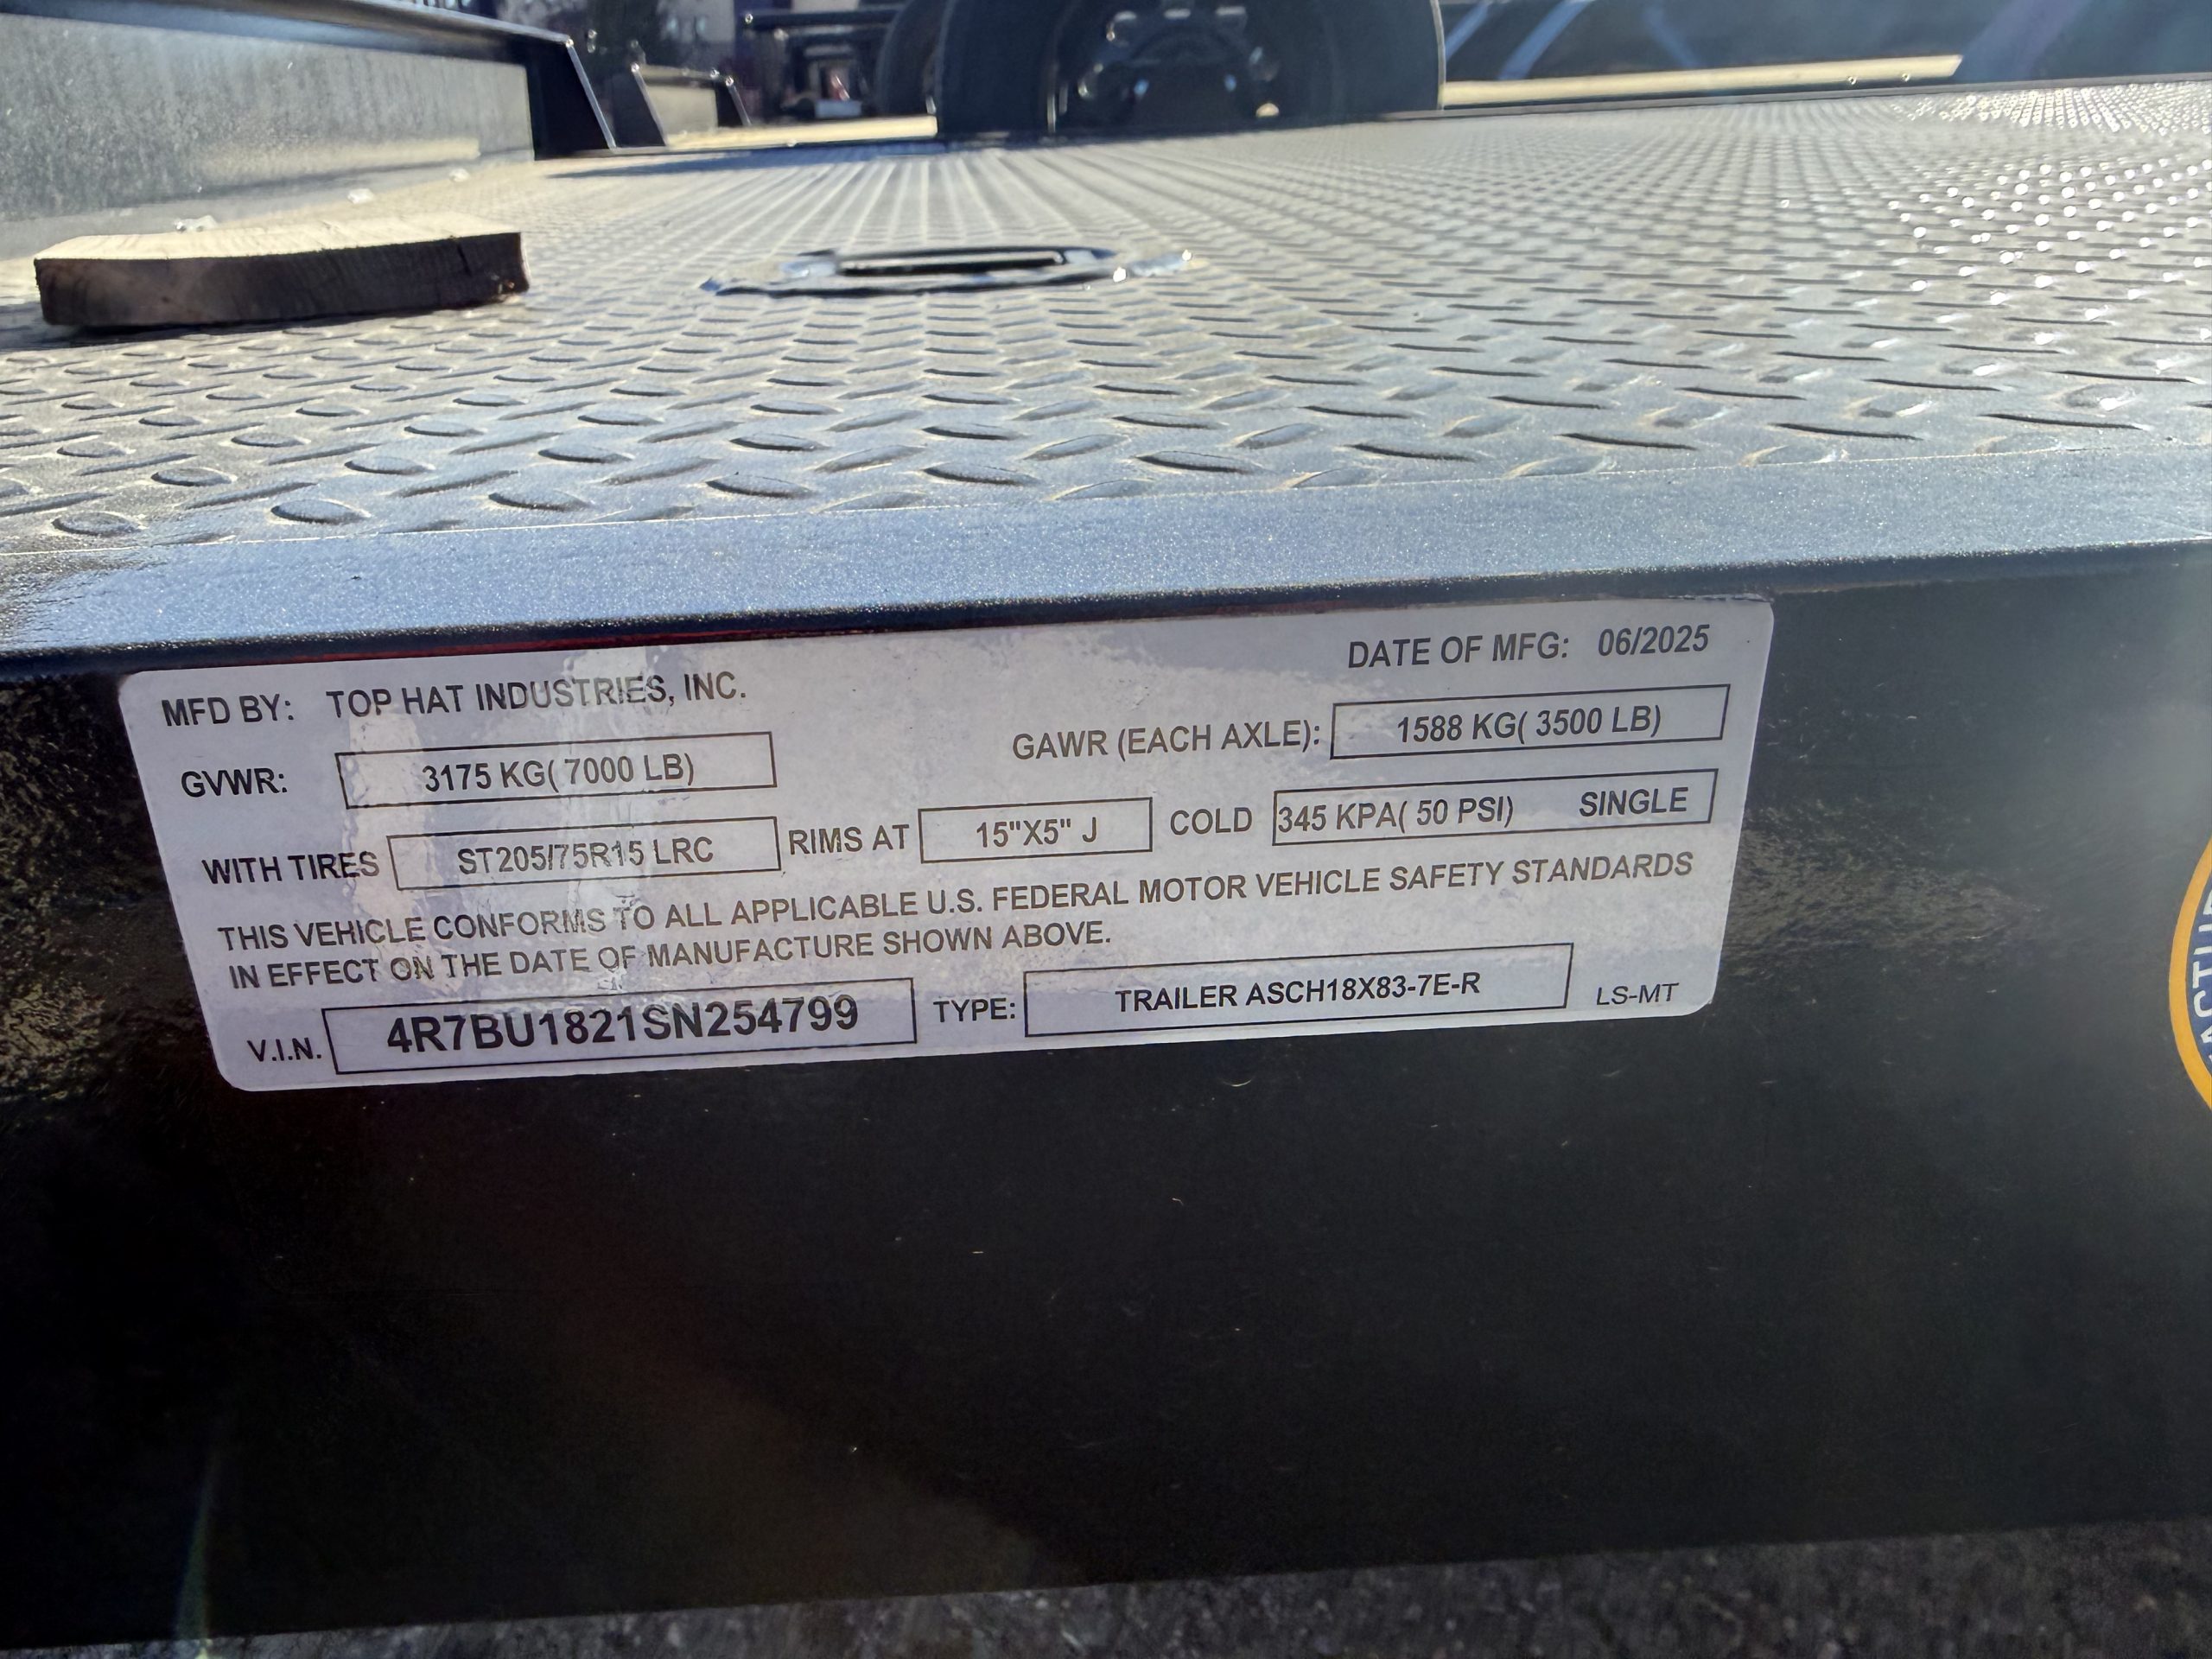 MFD BY: TOP HAT INDUSTRIES, INC. DATE OF MFG: 06/2025
GVWR: 3175 KG( 7000 LB) GAWR (EACH AXLE): 1588 KG( 3500 LB)
WITH TIRES ST205/75R15 LRC RIMS AT 15"X5" J COLD 345 KPA( 50 PSI) SINGLE
THIS VEHICLE CONFORMS TO ALL APPLICABLE U.S. FEDERAL MOTOR VEHICLE SAFETY STANDARDS
IN EFFECT ON THE DATE OF MANUFACTURE SHOWN ABOVE.
V.I.N. 4R7BU1821SN254799 TYPE: TRAILER ASCH18X83-7E-R LS-MT